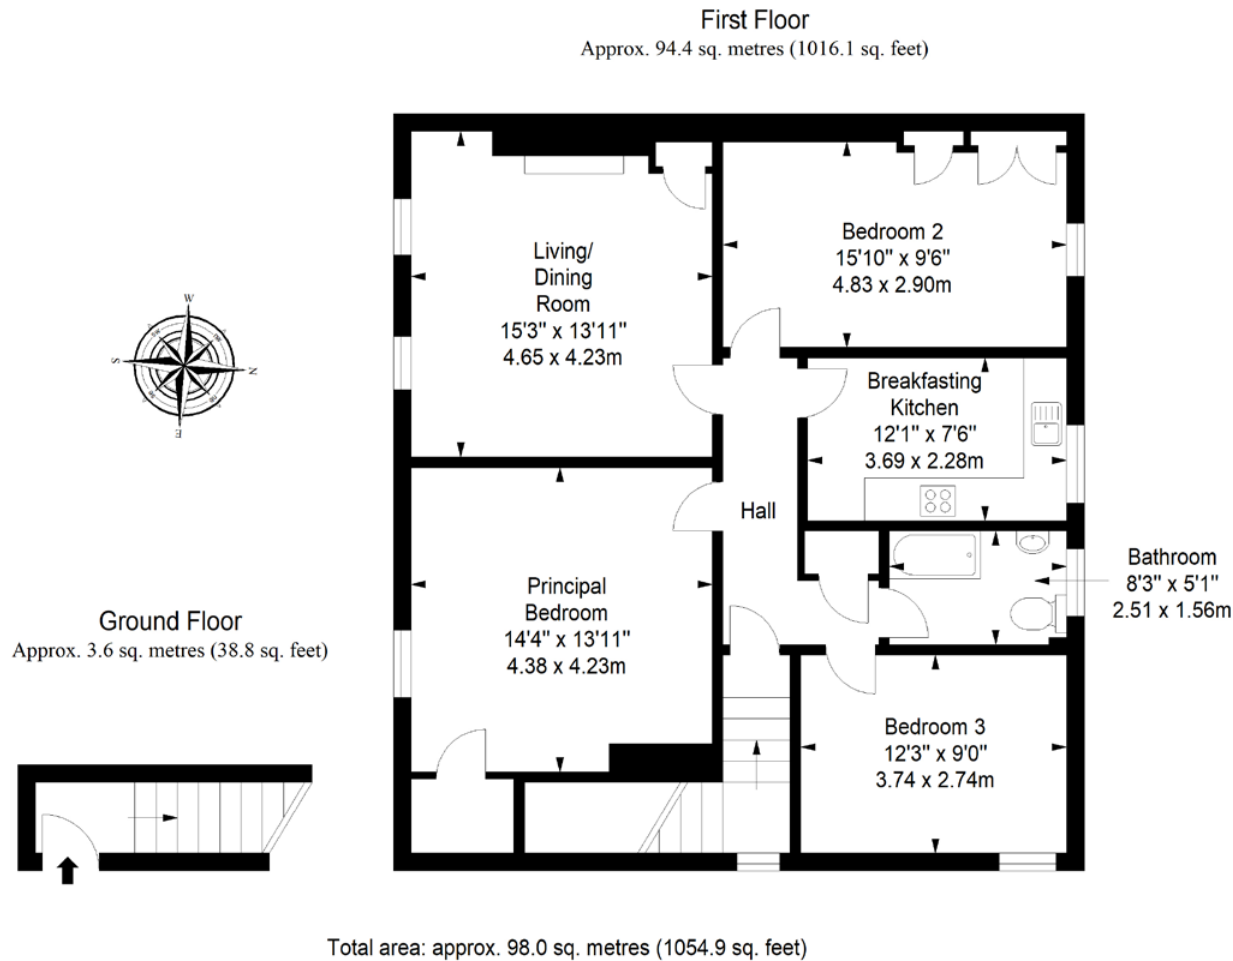 First Floor
Approx. 94.4 sq. metres (1016.1 sq. feet)
Living/
Dining
Room
15'3" x 13'11"
4.65 x 4.23m
Bedroom 2
15'10" x 9'6"
4.83 x 2.90m
W
S
N
E
Breakfasting
Kitchen
12'1" x 7'6"
3.69 x 2.28m
Hall
Bathroom
8'3" x 5'1"
2.51 x 1.56m
Principal
Bedroom
14'4" x 13'11"
4.38 x 4.23m
Ground Floor
Approx. 3.6 sq. metres (38.8 sq. feet)
Bedroom 3
12'3" x 9'0"
3.74 x 2.74m
Total area: approx. 98.0 sq. metres (1054.9 sq. feet)